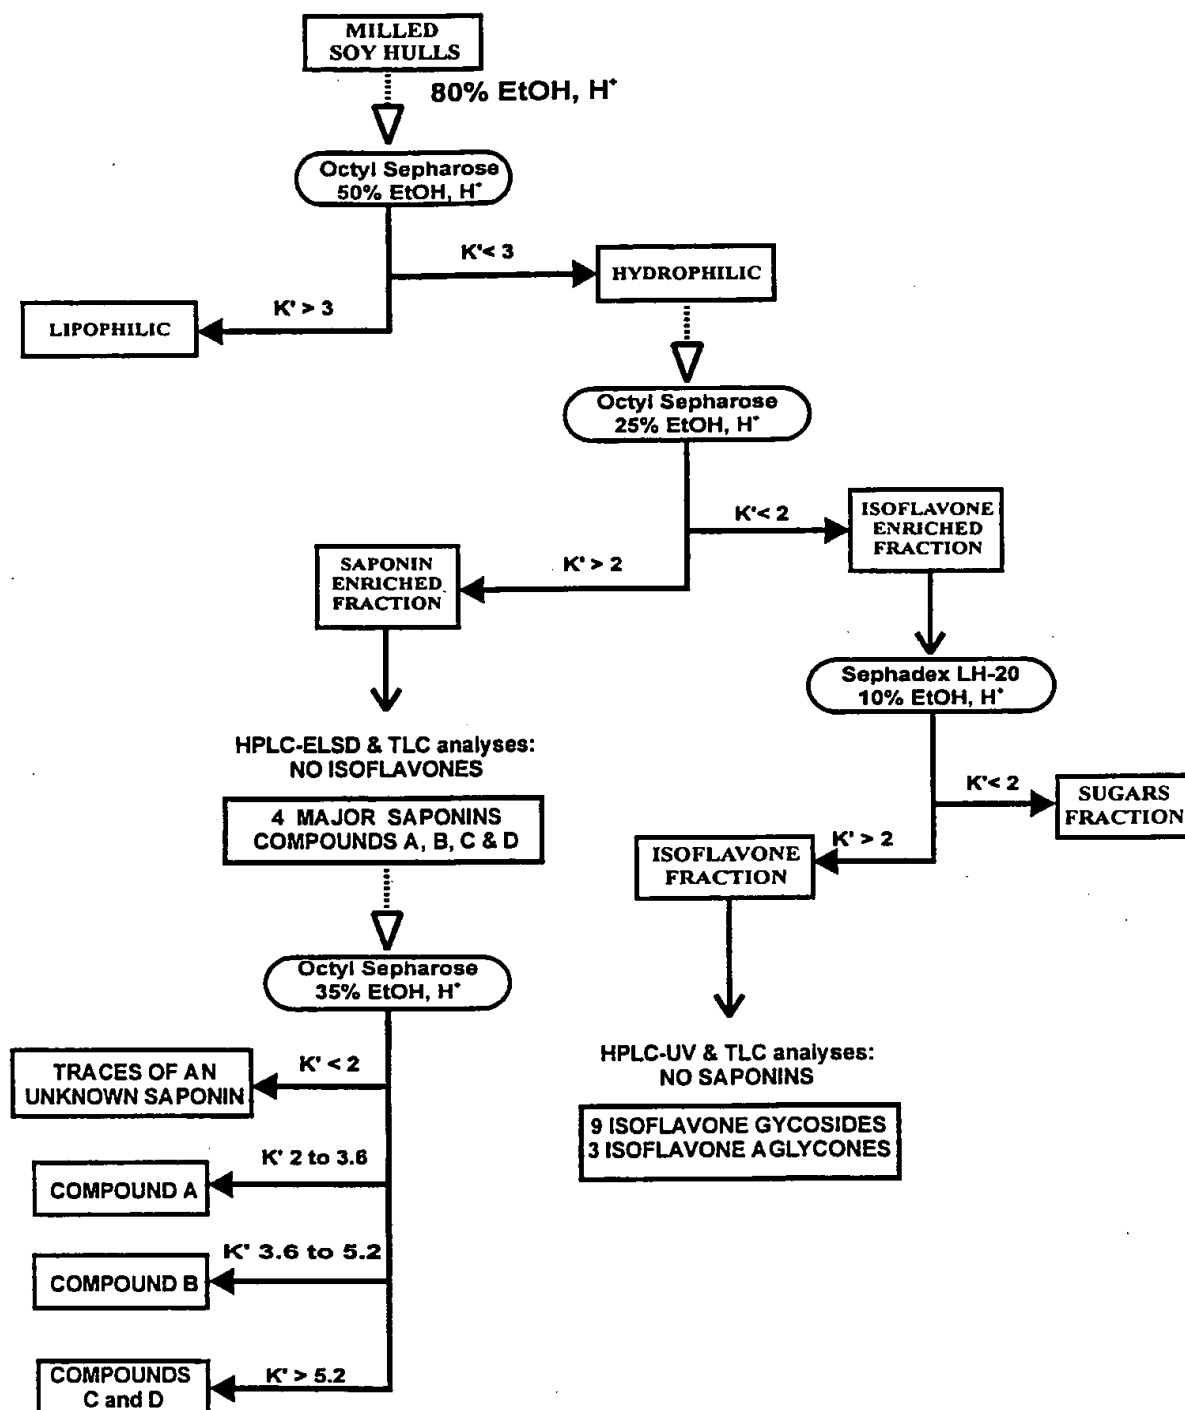 MILLED
SOY HULLS
80% EtOH, H⁺
Octyl Sepharose
50% EtOH, H⁺
K'< 3
HYDROPHILIC
K' > 3
LIPOPHILIC
Octyl Sepharose
25% EtOH, H⁺
K'< 2
ISOFLAVONE
ENRICHED
FRACTION
K' > 2
SAPONIN
ENRICHED
FRACTION
Sephadex LH-20
10% EtOH, H⁺
HPLC-ELSD & TLC analyses:
NO ISOFLAVONES
K'< 2
SUGARS
FRACTION
4 MAJOR SAPONINS
COMPOUNDS A, B, C & D
K' > 2
ISOFLAVONE
FRACTION
Octyl Sepharose
35% EtOH, H⁺
K' < 2
TRACES OF AN
UNKNOWN SAPONIN
HPLC-UV & TLC analyses:
NO SAPONINS
9 ISOFLAVONE GYCOSIDES
3 ISOFLAVONE AGLYCONES
K' 2 to 3.6
COMPOUND A
K' 3.6 to 5.2
COMPOUND B
K' > 5.2
COMPOUNDS
C and D